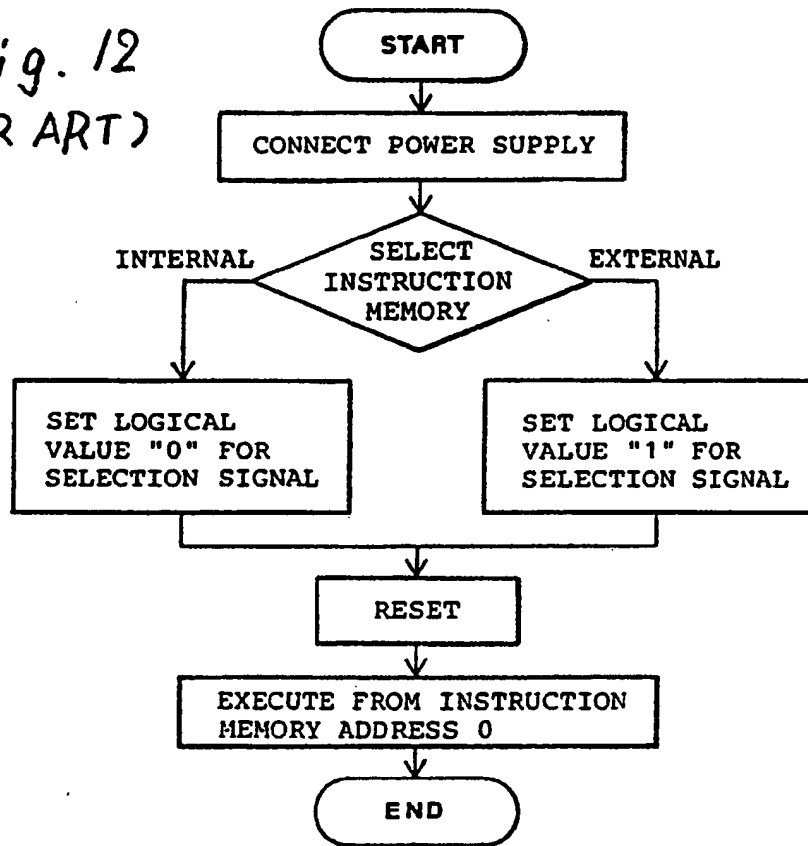 ig. 12
R ART)
START
CONNECT POWER SUPPLY
SELECT
INSTRUCTION
MEMORY
INTERNAL
EXTERNAL
SET LOGICAL
VALUE "0" FOR
SELECTION SIGNAL
SET LOGICAL
VALUE "1" FOR
SELECTION SIGNAL
RESET
EXECUTE FROM INSTRUCTION
MEMORY ADDRESS 0
END